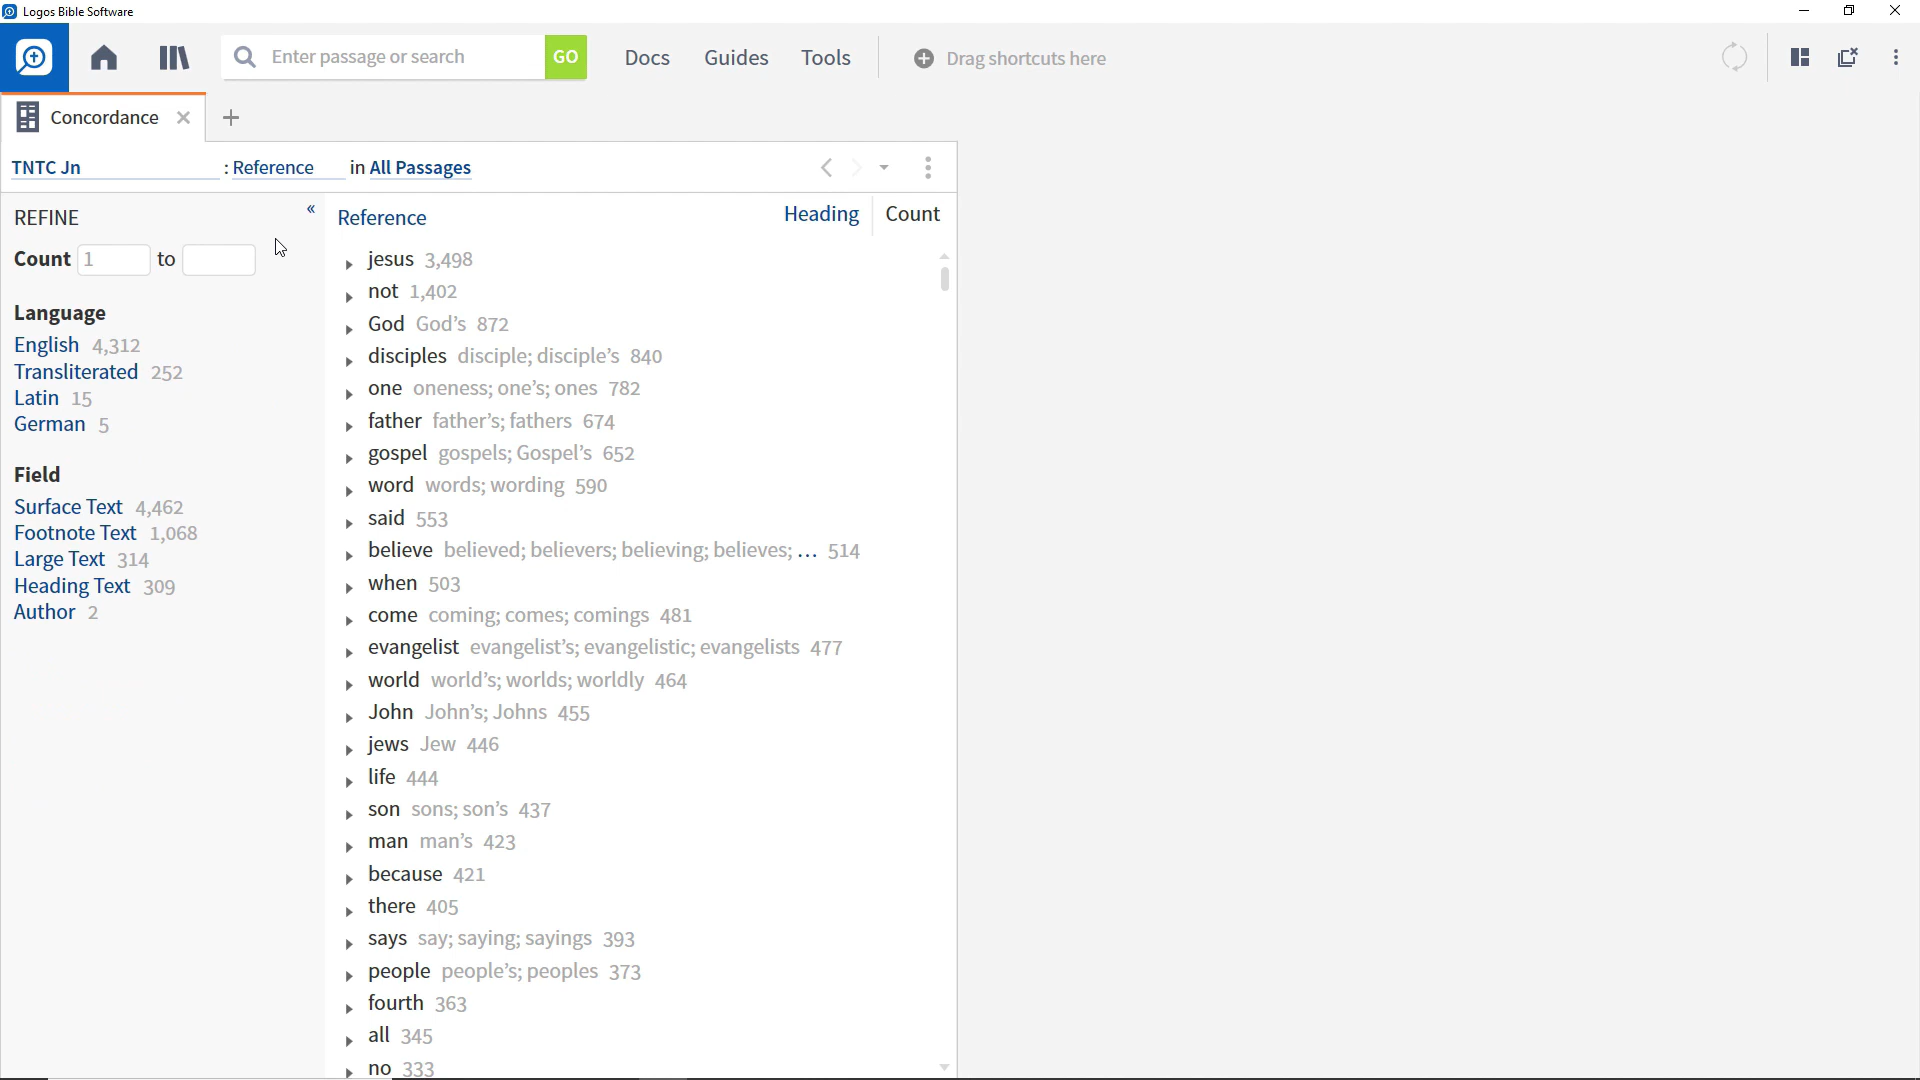 Logos Bible Software
Enter passage or search GO Docs Guides Tools Drag shortcuts here
Concordance
TNTC Jn : Reference in All Passages
REFINE
Count 1 to
Language
English 4,312
Transliterated 252
Latin 15
German 5
Field
Surface Text 4,462
Footnote Text 1,068
Large Text 314
Heading Text 309
Author 2
Reference Heading Count
jesus 3,498
not 1,402
God God's 872
disciples disciple; disciple's 840
one oneness; one's; ones 782
father father's; fathers 674
gospel gospels; Gospel's 652
word words; wording 590
said 553
believe believed; believers; believing; believes; ... 514
when 503
come coming; comes; comings 481
evangelist evangelist's; evangelistic; evangelists 477
world world's; worlds; worldly 464
John John's; Johns 455
jews Jew 446
life 444
son sons; son's 437
man man's 423
because 421
there 405
says say; saying; sayings 393
people people's; peoples 373
fourth 363
all 345
no 333